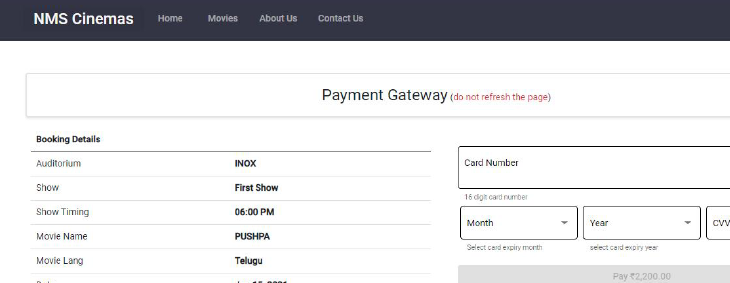 NMS Cinemas Home Movies About Us Contact Us
Payment Gateway (do not refresh the page)
Booking Details
Auditorium INOX
Show First Show
Show Timing 06:00 PM
Movie Name PUSHPA
Movie Lang Telugu
Card Number
16 digit card number
Month Year CVV
Select card expiry month select card expiry year
Pay ₹2,200.00